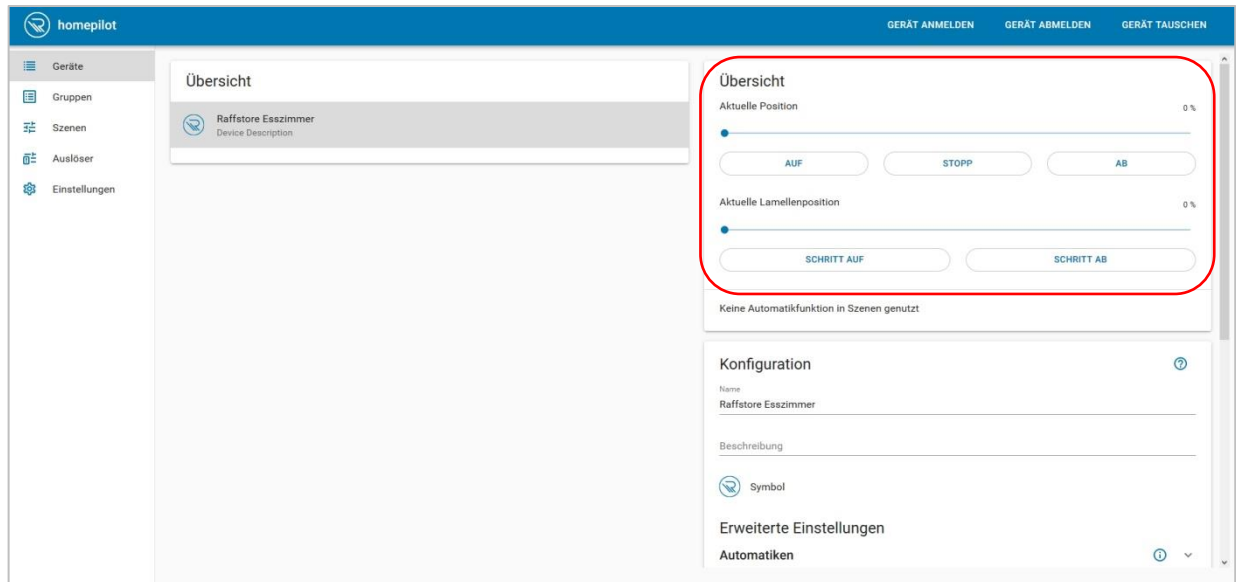 homepilot
GERÄT ANMELDEN GERÄT ABMELDEN GERÄT TAUSCHEN
Geräte
Gruppen
Szenen
Auslöser
Einstellungen
Übersicht
Raffstore Esszimmer
Device Description
Übersicht
Aktuelle Position 0 %
AUF STOPP AB
Aktuelle Lamellenposition 0 %
SCHRITT AUF SCHRITT AB
Keine Automatikfunktion in Szenen genutzt
Konfiguration
Name
Raffstore Esszimmer
Beschreibung
Symbol
Erweiterte Einstellungen
Automatiken